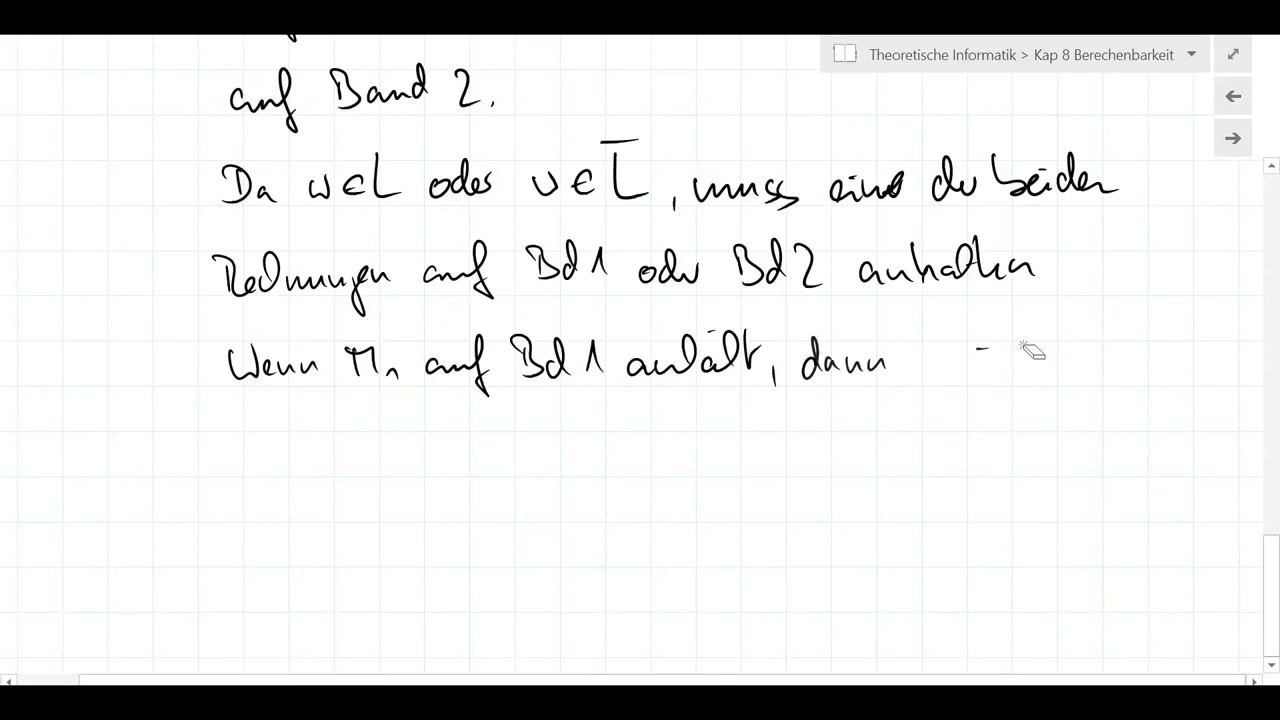 Theoretische Informatik > Kap 8 Berechenbarkeit
auf Band 2.
Da w ∈ L oder w ∈ L̅, muss eine der beiden
Rechnungen auf Bd 1 oder Bd 2 anhalten
Wenn M₁ auf Bd 1 anhält, dann